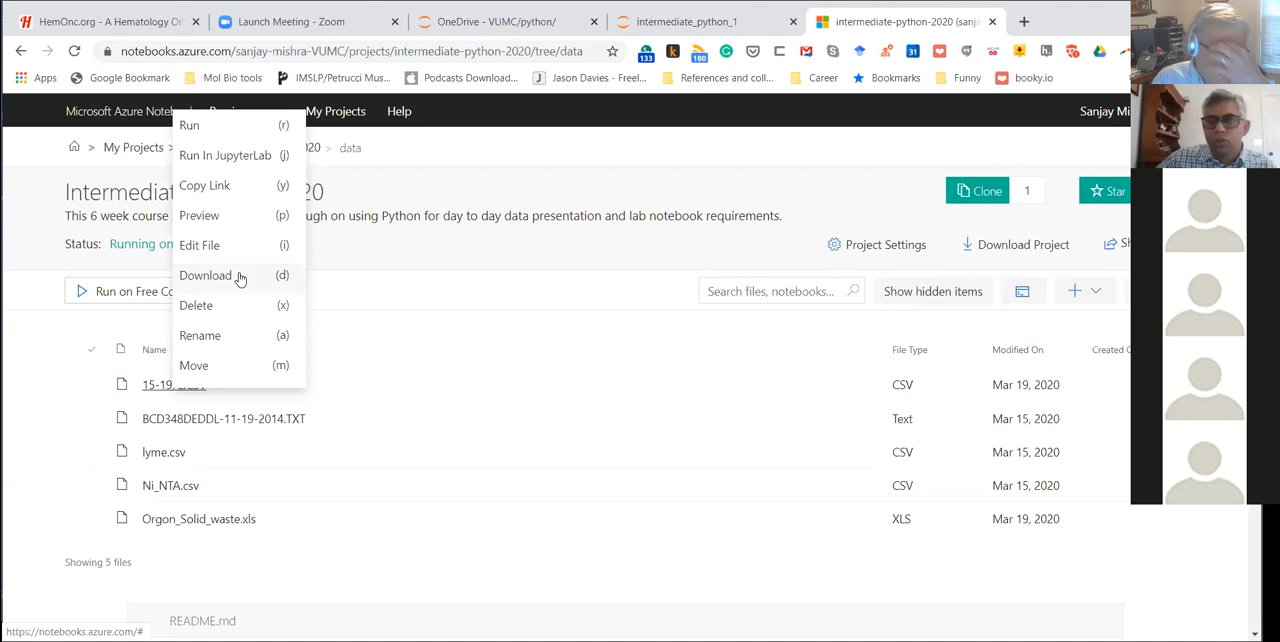 HemOnc.org - A Hematology On
Launch Meeting - Zoom
OneDrive - VUMC/python/
intermediate_python_1
intermediate-python-2020 (sanja
notebooks.azure.com/sanjay-mishra-VUMC/projects/intermediate-python-2020/tree/data
133
180
31
Apps
Google Bookmark
Mol Bio tools
IMSLP/Petrucci Mus...
Podcasts Download...
Jason Davies - Freel...
References and coll...
Career
Bookmarks
Funny
booky.io
Microsoft Azure Noteb
My Projects
Help
Sanjay Mi
My Projects >
20 > data
Intermediat
20
Clone 1
Star
This 6 week course
ugh on using Python for day to day data presentation and lab notebook requirements.
Status: Running on
Project Settings
Download Project
Sh
Run on Free Co
Search files, notebooks...
Show hidden items
Run (r)
Run In JupyterLab (j)
Copy Link (y)
Preview (p)
Edit File (i)
Download (d)
Delete (x)
Rename (a)
Move (m)
Name
File Type
Modified On
Created O
CSV
Mar 19, 2020
BCD348DEDDL-11-19-2014.TXT
Text
Mar 15, 2020
lyme.csv
CSV
Mar 15, 2020
Ni_NTA.csv
CSV
Mar 15, 2020
Orgon_Solid_waste.xls
XLS
Mar 19, 2020
Showing 5 files
README.md
https://notebooks.azure.com/#